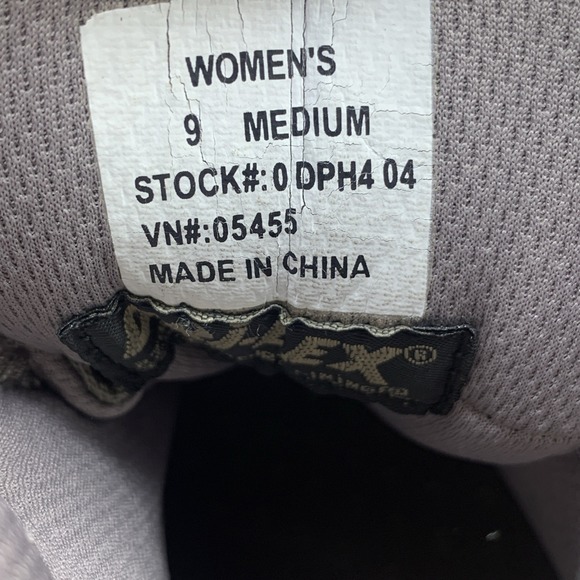 WOMEN'S
9 MEDIUM
STOCK#:0 DPH4 04
VN#:05455
MADE IN CHINA